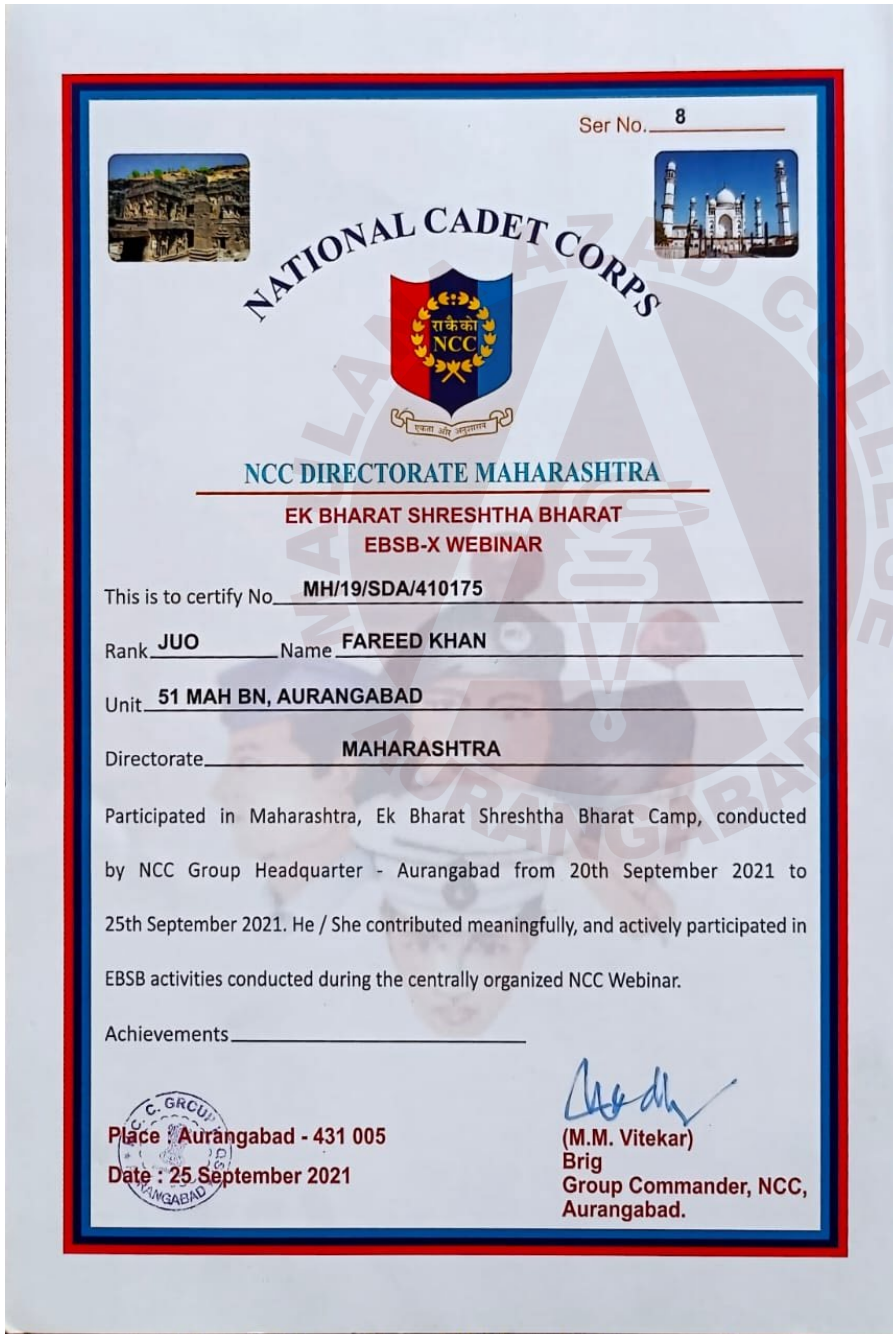 Ser No. 8
NATIONAL CADET CORPS
राकैको
NCC
एकता और अनुशासन
NCC DIRECTORATE MAHARASHTRA
EK BHARAT SHRESHTHA BHARAT
EBSB-X WEBINAR
This is to certify No MH/19/SDA/410175
Rank JUO Name FAREED KHAN
Unit 51 MAH BN, AURANGABAD
Directorate MAHARASHTRA
Participated in Maharashtra, Ek Bharat Shreshtha Bharat Camp, conducted
by NCC Group Headquarter - Aurangabad from 20th September 2021 to
25th September 2021. He / She contributed meaningfully, and actively participated in
EBSB activities conducted during the centrally organized NCC Webinar.
Achievements
Place : Aurangabad - 431 005
Date : 25 September 2021
(M.M. Vitekar)
Brig
Group Commander, NCC,
Aurangabad.
MAULANA AZAD COLLEGE
AURANGABAD